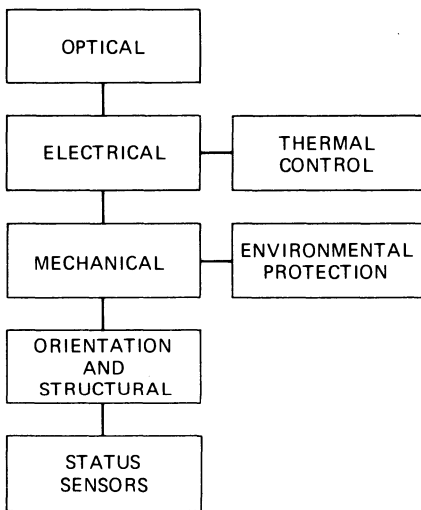 OPTICAL
ELECTRICAL
THERMAL
CONTROL
MECHANICAL
ENVIRONMENTAL
PROTECTION
ORIENTATION
AND
STRUCTURAL
STATUS
SENSORS